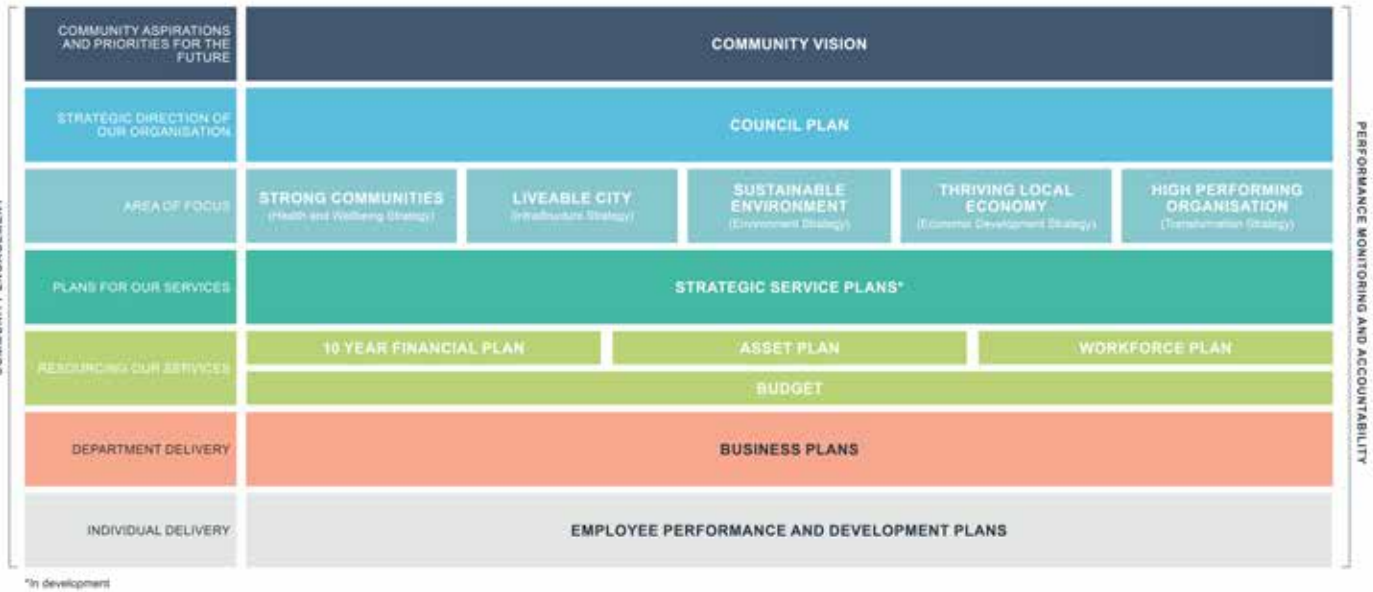 COMMUNITY ASPIRATIONS
AND PRIORITIES FOR THE
FUTURE
COMMUNITY VISION
STRATEGIC DIRECTION OF
OUR ORGANISATION
COUNCIL PLAN
AREA OF FOCUS
STRONG COMMUNITIES
(Health and Wellbeing Strategy)
LIVEABLE CITY
(Infrastructure Strategy)
SUSTAINABLE
ENVIRONMENT
(Environment Strategy)
THRIVING LOCAL
ECONOMY
(Economic Development Strategy)
HIGH PERFORMING
ORGANISATION
(Transformation Strategy)
PLANS FOR OUR SERVICES
STRATEGIC SERVICE PLANS*
RESOURCING OUR SERVICES
10 YEAR FINANCIAL PLAN
ASSET PLAN
WORKFORCE PLAN
BUDGET
DEPARTMENT DELIVERY
BUSINESS PLANS
INDIVIDUAL DELIVERY
EMPLOYEE PERFORMANCE AND DEVELOPMENT PLANS
PERFORMANCE MONITORING AND ACCOUNTABILITY
*In development